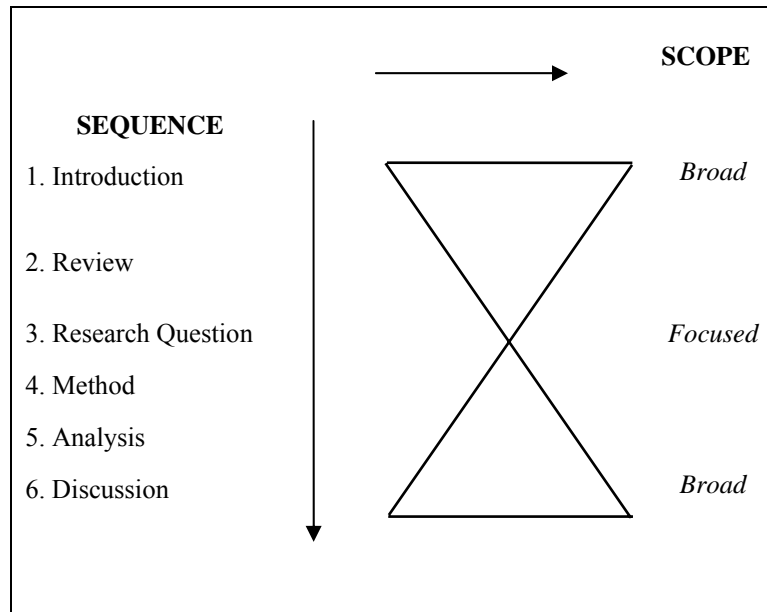 SCOPE
SEQUENCE
1. Introduction
Broad
2. Review
3. Research Question
Focused
4. Method
5. Analysis
6. Discussion
Broad